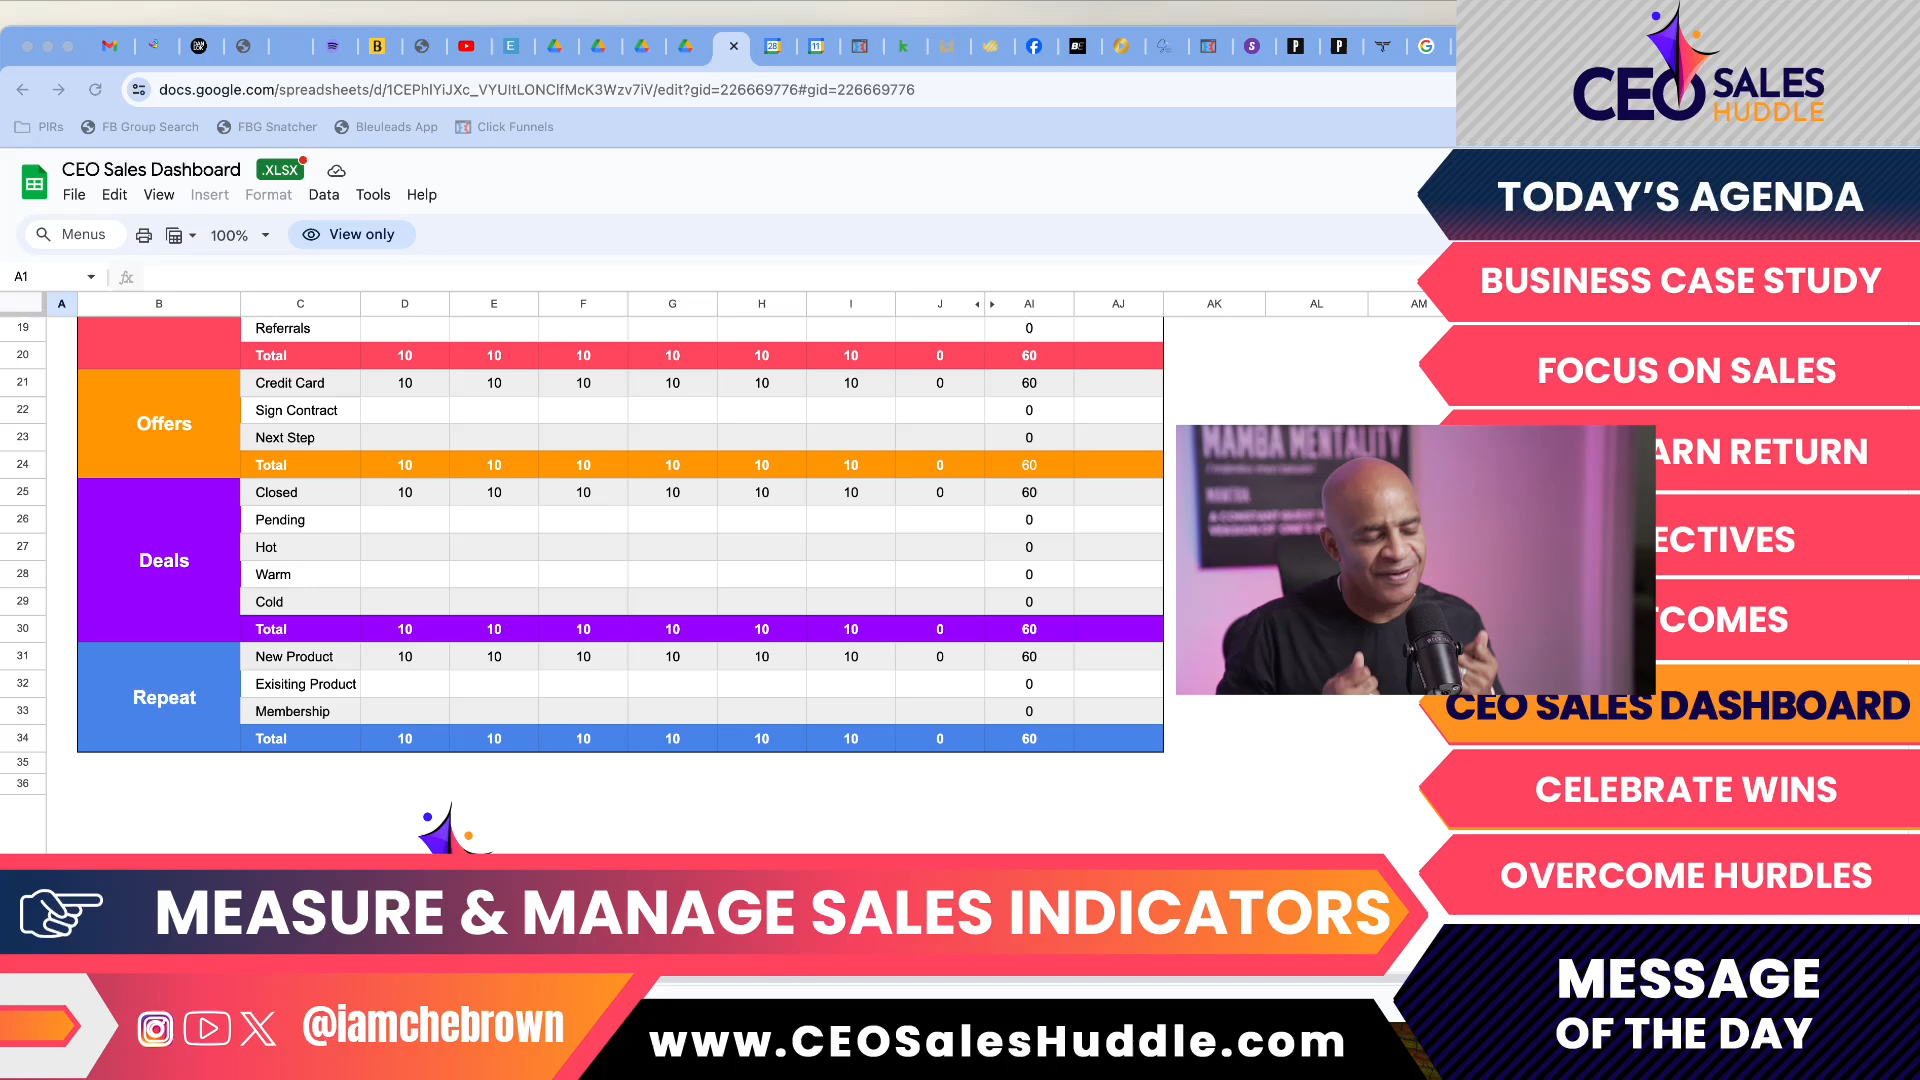 docs.google.com/spreadsheets/d/1CEPhIYiJXc_VYUItLONClfMcK3Wzv7iV/edit?gid=226669776#gid=226669776
PIRs FB Group Search FBG Snatcher Bleuleads App Click Funnels
CEO SALES HUDDLE
CEO Sales Dashboard .XLSX
File Edit View Insert Format Data Tools Help
Menus 100% View only
A1 fx
A B C D E F G H I J AI AJ AK AL AM
19 Referrals 0
20 Total 10 10 10 10 10 10 0 60
21 Credit Card 10 10 10 10 10 10 0 60
22 Sign Contract 0
Offers
23 Next Step 0
24 Total 10 10 10 10 10 10 0 60
25 Closed 10 10 10 10 10 10 0 60
26 Pending 0
27 Hot 0
Deals
28 Warm 0
29 Cold 0
30 Total 10 10 10 10 10 10 0 60
31 New Product 10 10 10 10 10 10 0 60
32 Exisiting Product 0
Repeat
33 Membership 0
34 Total 10 10 10 10 10 10 0 60
35
36
MAMBA MENTALITY
MANTRA
A CONSTANT QUEST
VERSION OF ONE'S
TODAY'S AGENDA
BUSINESS CASE STUDY
FOCUS ON SALES
ARN RETURN
ECTIVES
TCOMES
CEO SALES DASHBOARD
CELEBRATE WINS
OVERCOME HURDLES
MESSAGE
OF THE DAY
MEASURE & MANAGE SALES INDICATORS
@iamchebrown
www.CEOSalesHuddle.com